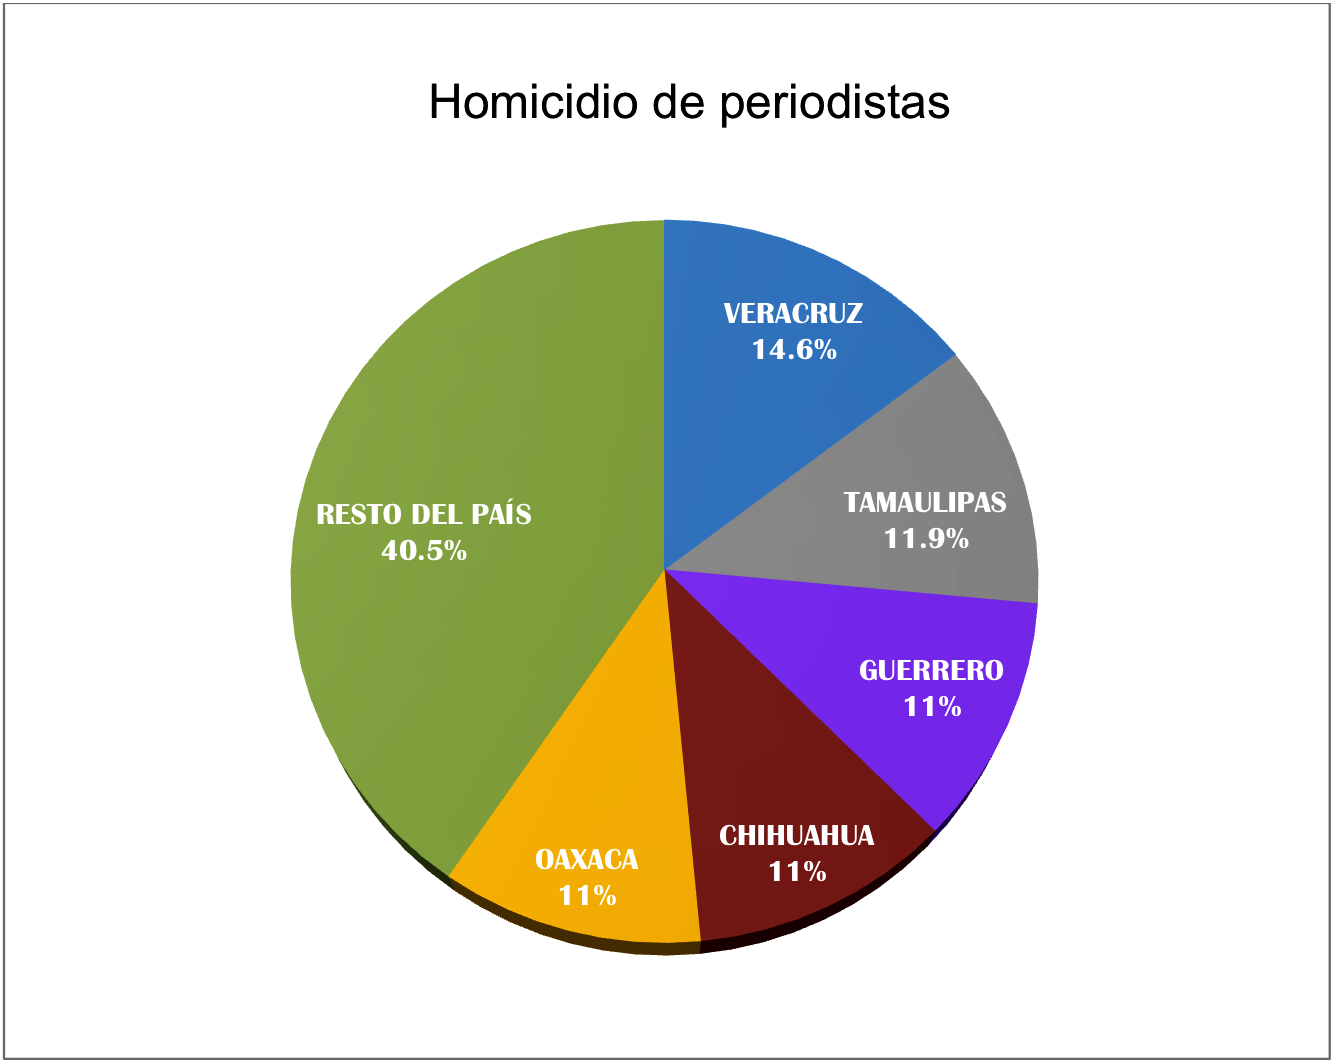 Homicidio de periodistas
VERACRUZ
14.6%
TAMAULIPAS
11.9%
RESTO DEL PAÍS
40.5%
GUERRERO
11%
CHIHUAHUA
11%
OAXACA
11%